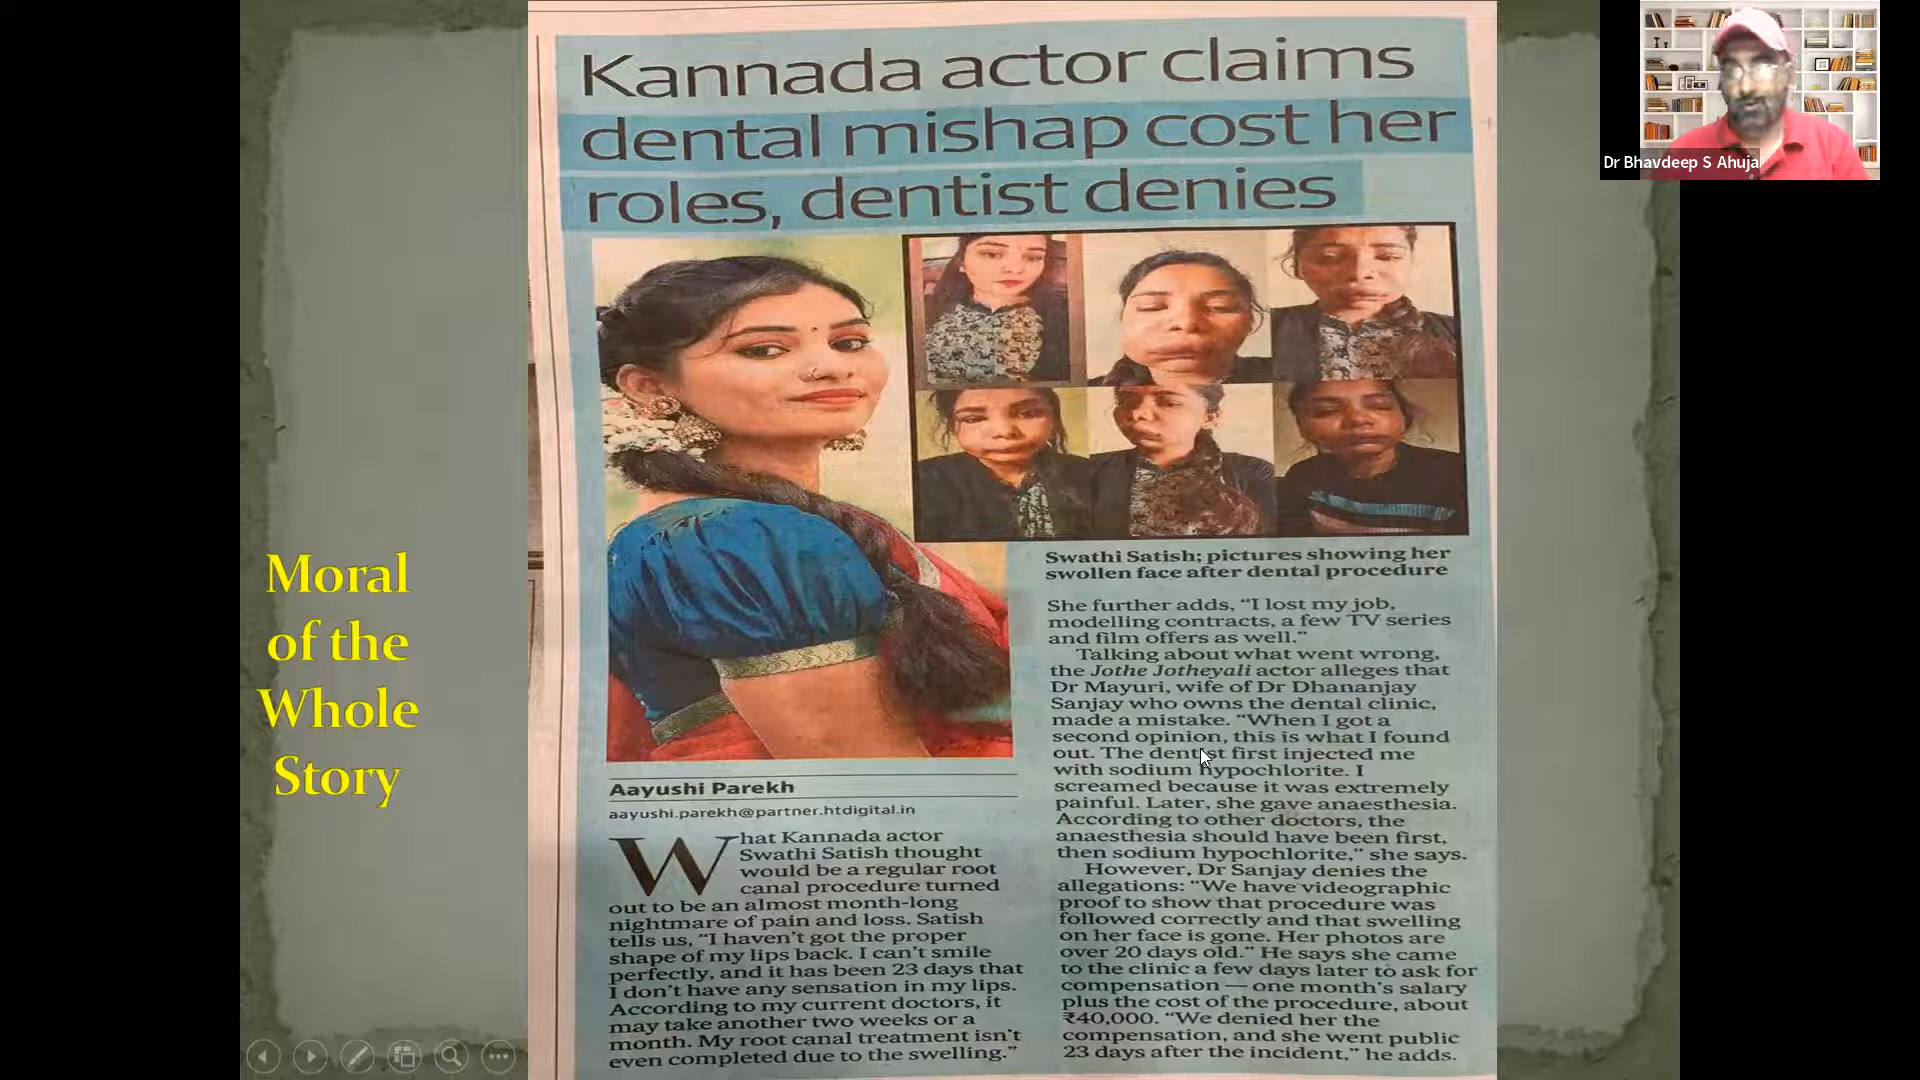 Kannada actor claims
dental mishap cost her
roles, dentist denies
Dr Bhavdeep S Ahuja
Moral
of the
Whole
Story
Swathi Satish; pictures showing her
swollen face after dental procedure
Aayushi Parekh
aayushi.parekh@partner.htdigital.in
What Kannada actor
Swathi Satish thought
would be a regular root
canal procedure turned
out to be an almost month-long
nightmare of pain and loss. Satish
tells us, “I haven’t got the proper
shape of my lips back. I can’t smile
perfectly, and it has been 23 days that
I don’t have any sensation in my lips.
According to my current doctors, it
may take another two weeks or a
month. My root canal treatment isn’t
even completed due to the swelling.”
She further adds, “I lost my job,
modelling contracts, a few TV series
and film offers as well.”
Talking about what went wrong,
the Jothe Jotheyali actor alleges that
Dr Mayuri, wife of Dr Dhananjay
Sanjay who owns the dental clinic,
made a mistake. “When I got a
second opinion, this is what I found
out. The dentist first injected me
with sodium hypochlorite. I
screamed because it was extremely
painful. Later, she gave anaesthesia.
According to other doctors, the
anaesthesia should have been first,
then sodium hypochlorite,” she says.
However, Dr Sanjay denies the
allegations: “We have videographic
proof to show that procedure was
followed correctly and that swelling
on her face is gone. Her photos are
over 20 days old.” He says she came
to the clinic a few days later to ask for
compensation — one month’s salary
plus the cost of the procedure, about
₹40,000. “We denied her the
compensation, and she went public
23 days after the incident,” he adds.